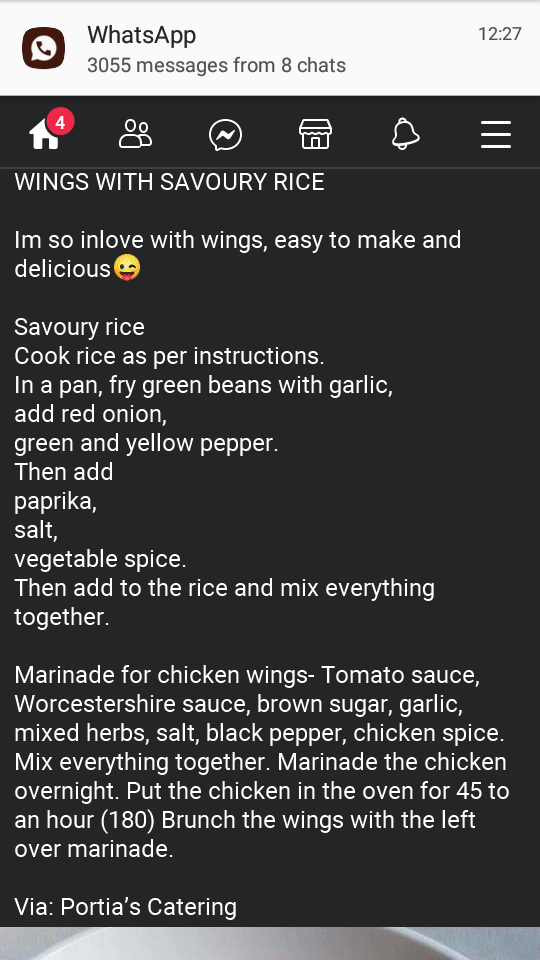 WhatsApp
12:27
3055 messages from 8 chats
4
WINGS WITH SAVOURY RICE
Im so inlove with wings, easy to make and
delicious😜
Savoury rice
Cook rice as per instructions.
In a pan, fry green beans with garlic,
add red onion,
green and yellow pepper.
Then add
paprika,
salt,
vegetable spice.
Then add to the rice and mix everything
together.
Marinade for chicken wings- Tomato sauce,
Worcestershire sauce, brown sugar, garlic,
mixed herbs, salt, black pepper, chicken spice.
Mix everything together. Marinade the chicken
overnight. Put the chicken in the oven for 45 to
an hour (180) Brunch the wings with the left
over marinade.
Via: Portia’s Catering